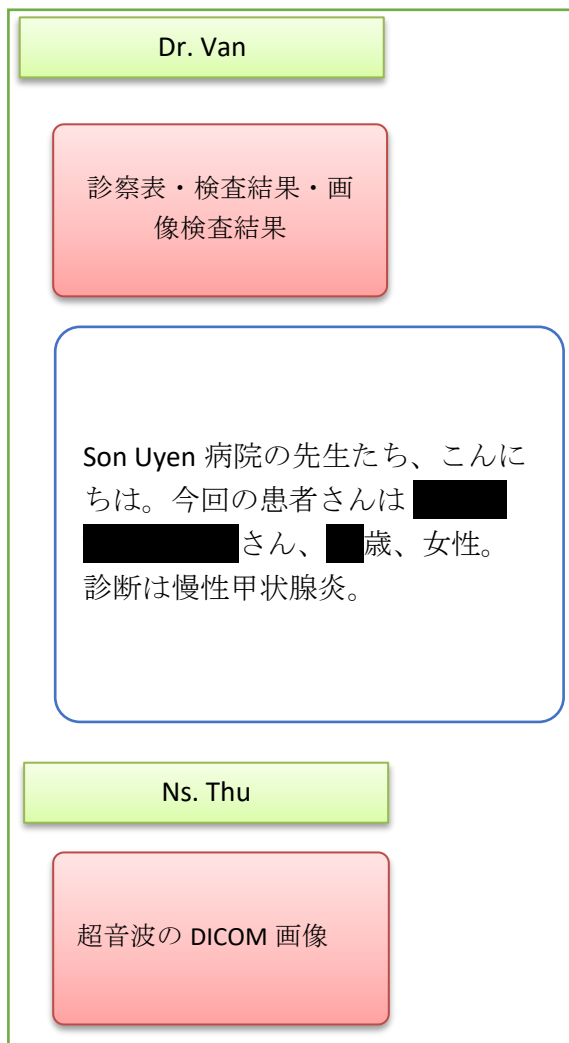 Dr. Van
診察表・検査結果・画
像検査結果
Son Uyen 病院の先生たち、こんに
ちは。今回の患者さんは
さん、歳、女性。
診断は慢性甲状腺炎。
Ns. Thu
超音波の DICOM 画像